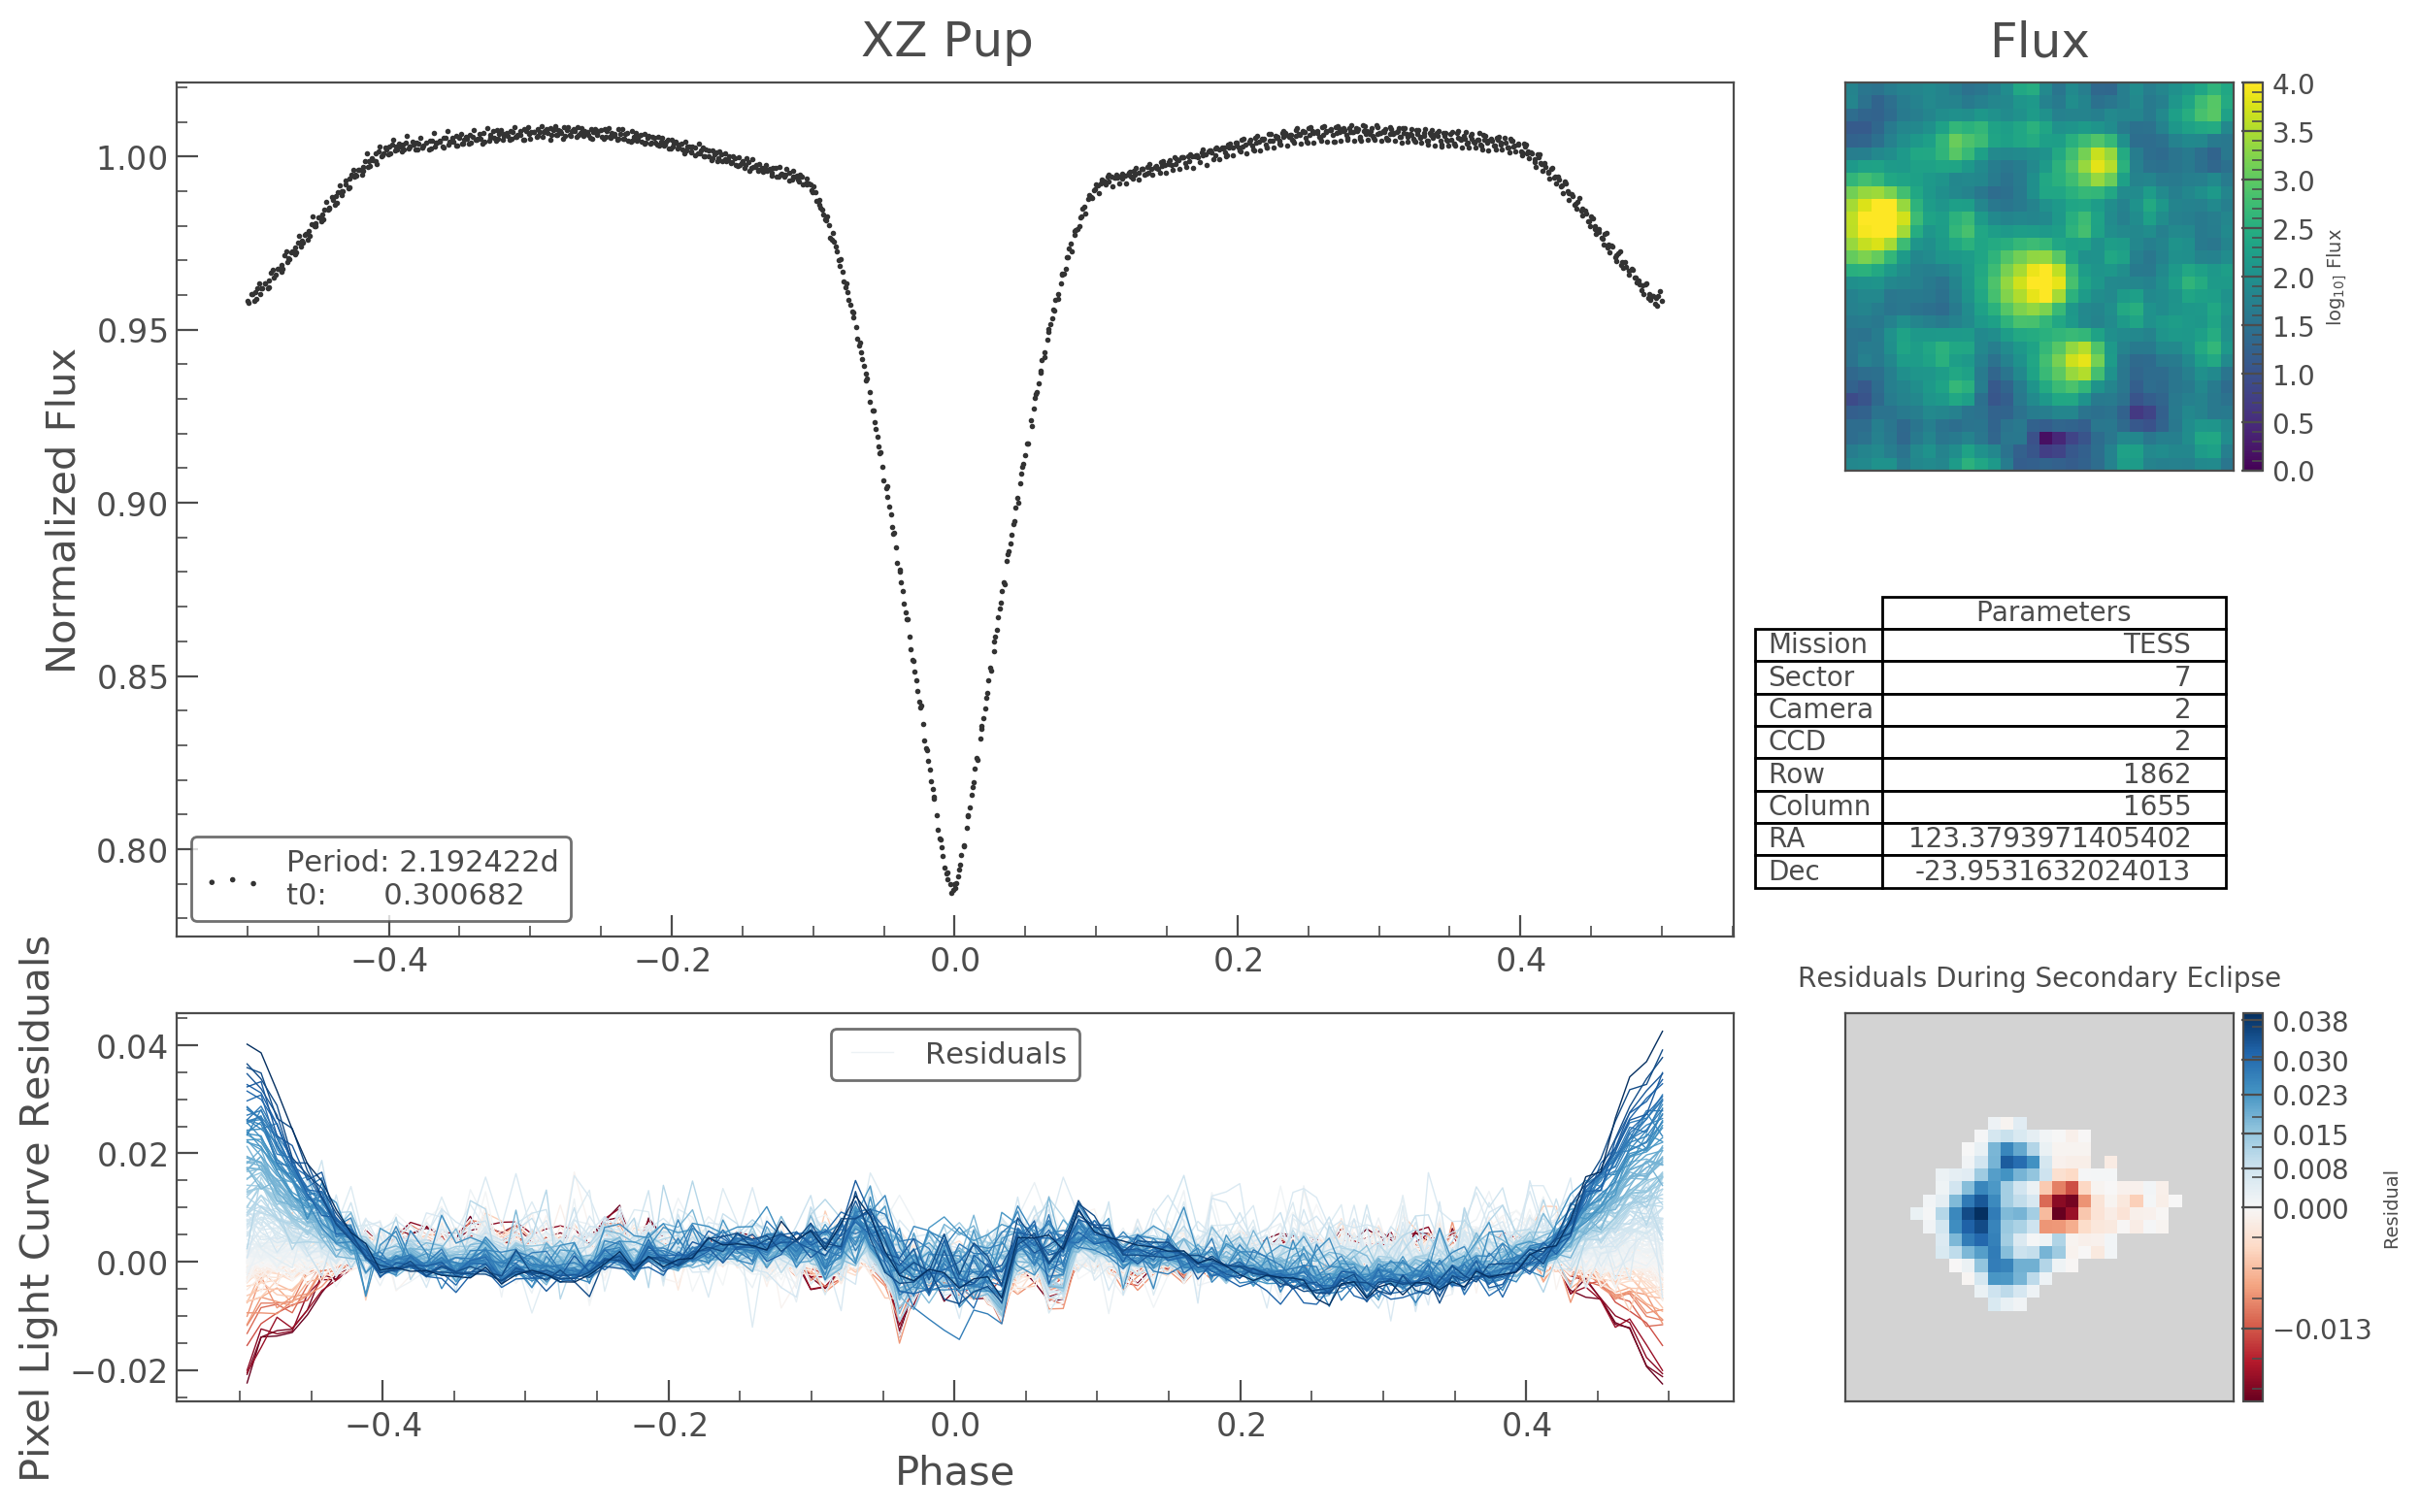 XZ Pup
Normalized Flux
1.00
0.95
0.90
0.85
0.80
Period: 2.192422d
t0: 0.300682
−0.4
−0.2
0.0
0.2
0.4
Flux
4.0
3.5
3.0
2.5
2.0
1.5
1.0
0.5
0.0
log10] Flux
Parameters
Mission TESS
Sector 7
Camera 2
CCD 2
Row 1862
Column 1655
RA 123.3793971405402
Dec -23.9531632024013
Pixel Light Curve Residuals
0.04
0.02
0.00
−0.02
Residuals
−0.4
−0.2
0.0
0.2
0.4
Phase
Residuals During Secondary Eclipse
0.038
0.030
0.023
0.015
0.008
0.000
−0.013
Residual